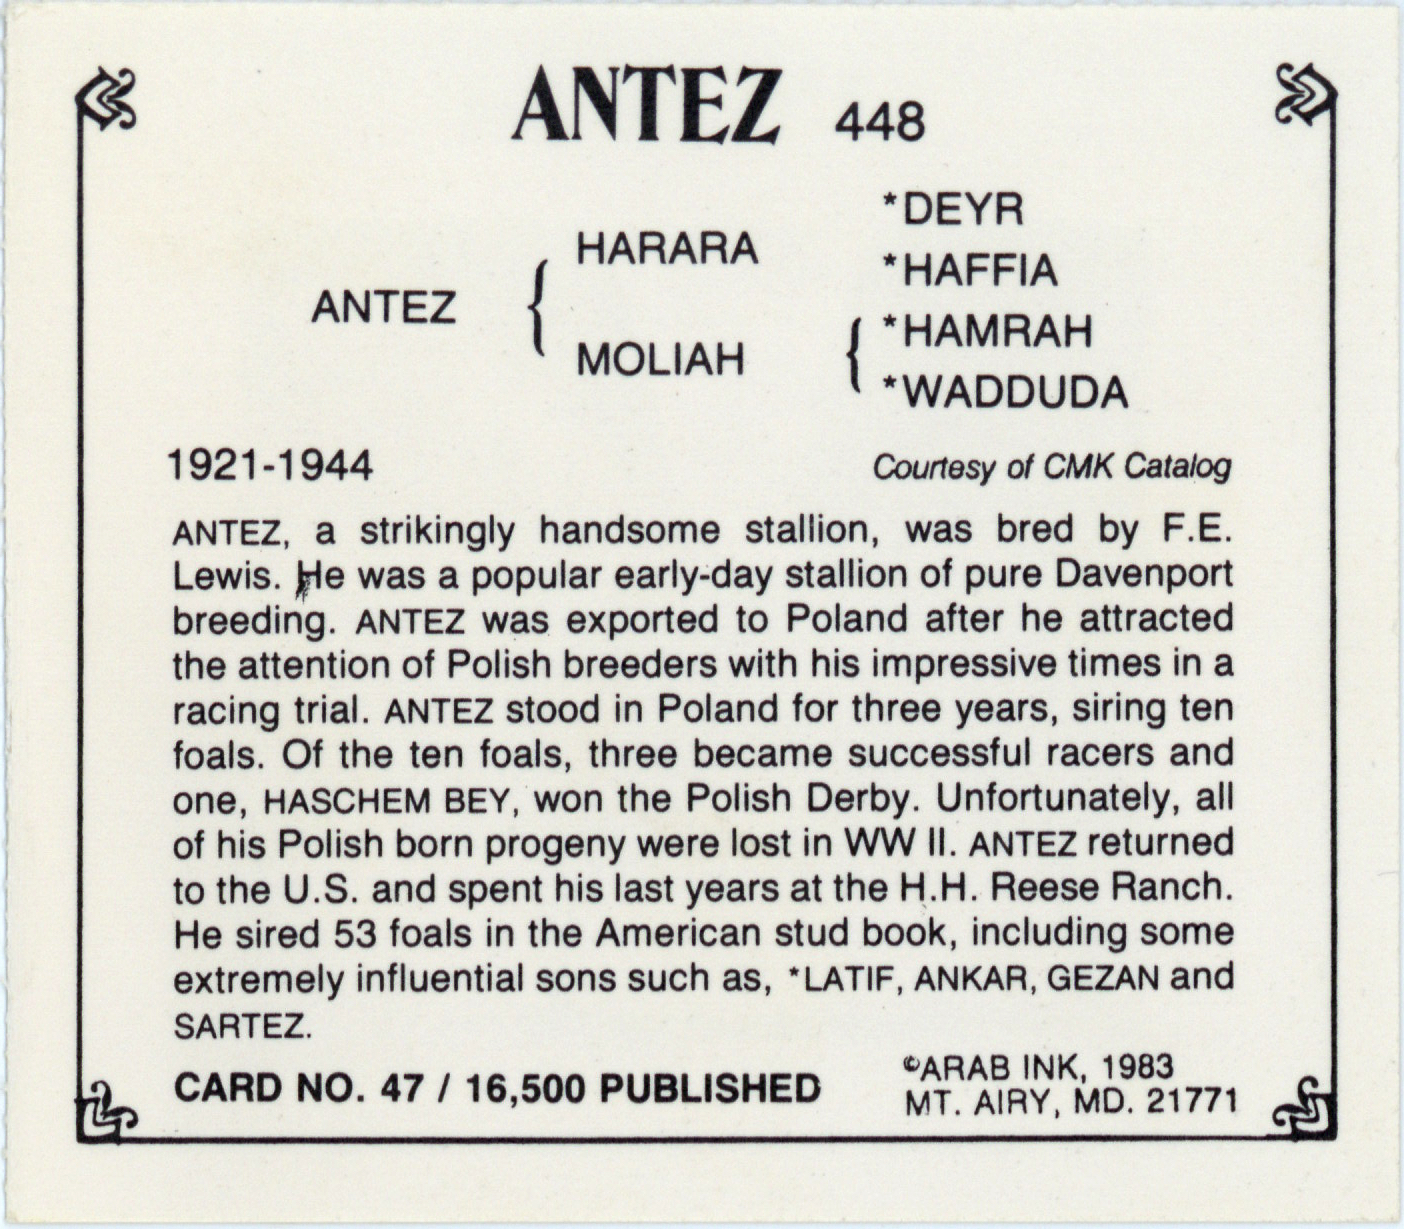 ANTEZ 448
*DEYR
HARARA
*HAFFIA
ANTEZ
*HAMRAH
MOLIAH
*WADDUDA
1921-1944
Courtesy of CMK Catalog
ANTEZ, a strikingly handsome stallion, was bred by F.E.
Lewis. He was a popular early-day stallion of pure Davenport
breeding. ANTEZ was exported to Poland after he attracted
the attention of Polish breeders with his impressive times in a
racing trial. ANTEZ stood in Poland for three years, siring ten
foals. Of the ten foals, three became successful racers and
one, HASCHEM BEY, won the Polish Derby. Unfortunately, all
of his Polish born progeny were lost in WW II. ANTEZ returned
to the U.S. and spent his last years at the H.H. Reese Ranch.
He sired 53 foals in the American stud book, including some
extremely influential sons such as, *LATIF, ANKAR, GEZAN and
SARTEZ.
CARD NO. 47 / 16,500 PUBLISHED
©ARAB INK, 1983
MT. AIRY, MD. 21771